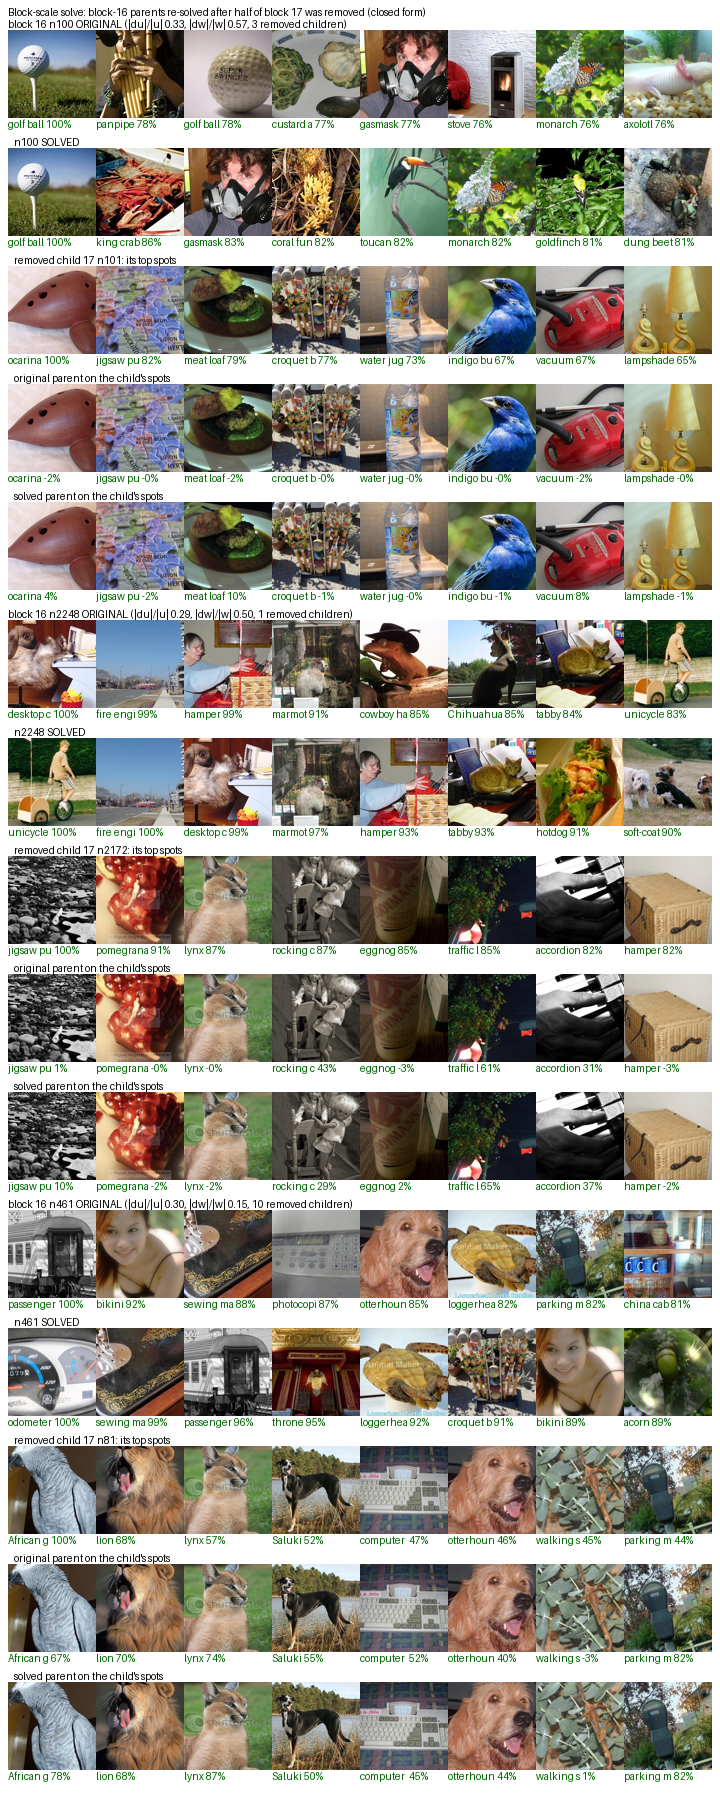 Block-scale solve: block-16 parents re-solved after half of block 17 was removed (closed form)
block 16 n100 ORIGINAL (|du|/|u| 0.33, |dw|/|w| 0.57, 3 removed children)
golf ball 100% panpipe 78% golf ball 78% custard a 77% gasmask 77% stove 76% monarch 76% axolotl 76%
n100 SOLVED
golf ball 100% king crab 86% gasmask 83% coral fun 82% toucan 82% monarch 82% goldfinch 81% dung beet 81%
removed child 17 n101: its top spots
ocarina 100% jigsaw pu 82% meat loaf 79% croquet b 77% water jug 73% indigo bu 67% vacuum 67% lampshade 65%
original parent on the child's spots
ocarina -2% jigsaw pu -0% meat loaf -2% croquet b -0% water jug -0% indigo bu -0% vacuum -2% lampshade -0%
solved parent on the child's spots
ocarina 4% jigsaw pu -2% meat loaf 10% croquet b -1% water jug -0% indigo bu -1% vacuum 8% lampshade -1%
block 16 n2248 ORIGINAL (|du|/|u| 0.29, |dw|/|w| 0.50, 1 removed children)
desktop c 100% fire engi 99% hamper 99% marmot 91% cowboy ha 85% Chihuahua 85% tabby 84% unicycle 83%
n2248 SOLVED
unicycle 100% fire engi 100% desktop c 99% marmot 97% hamper 93% tabby 93% hotdog 91% soft-coat 90%
removed child 17 n2172: its top spots
jigsaw pu 100% pomegrana 91% lynx 87% rocking c 87% eggnog 85% traffic l 85% accordion 82% hamper 82%
original parent on the child's spots
jigsaw pu 1% pomegrana -0% lynx -0% rocking c 43% eggnog -3% traffic l 61% accordion 31% hamper -3%
solved parent on the child's spots
jigsaw pu 10% pomegrana -2% lynx -2% rocking c 29% eggnog 2% traffic l 65% accordion 37% hamper -2%
block 16 n461 ORIGINAL (|du|/|u| 0.30, |dw|/|w| 0.15, 10 removed children)
passenger 100% bikini 92% sewing ma 88% photocopi 87% otterhoun 85% loggerhea 82% parking m 82% china cab 81%
n461 SOLVED
odometer 100% sewing ma 99% passenger 96% throne 95% loggerhea 92% croquet b 91% bikini 89% acorn 89%
removed child 17 n81: its top spots
African g 100% lion 68% lynx 57% Saluki 52% computer 47% otterhoun 46% walking s 45% parking m 44%
original parent on the child's spots
African g 67% lion 70% lynx 74% Saluki 55% computer 52% otterhoun 40% walking s -3% parking m 82%
solved parent on the child's spots
African g 78% lion 68% lynx 87% Saluki 50% computer 45% otterhoun 44% walking s 1% parking m 82%